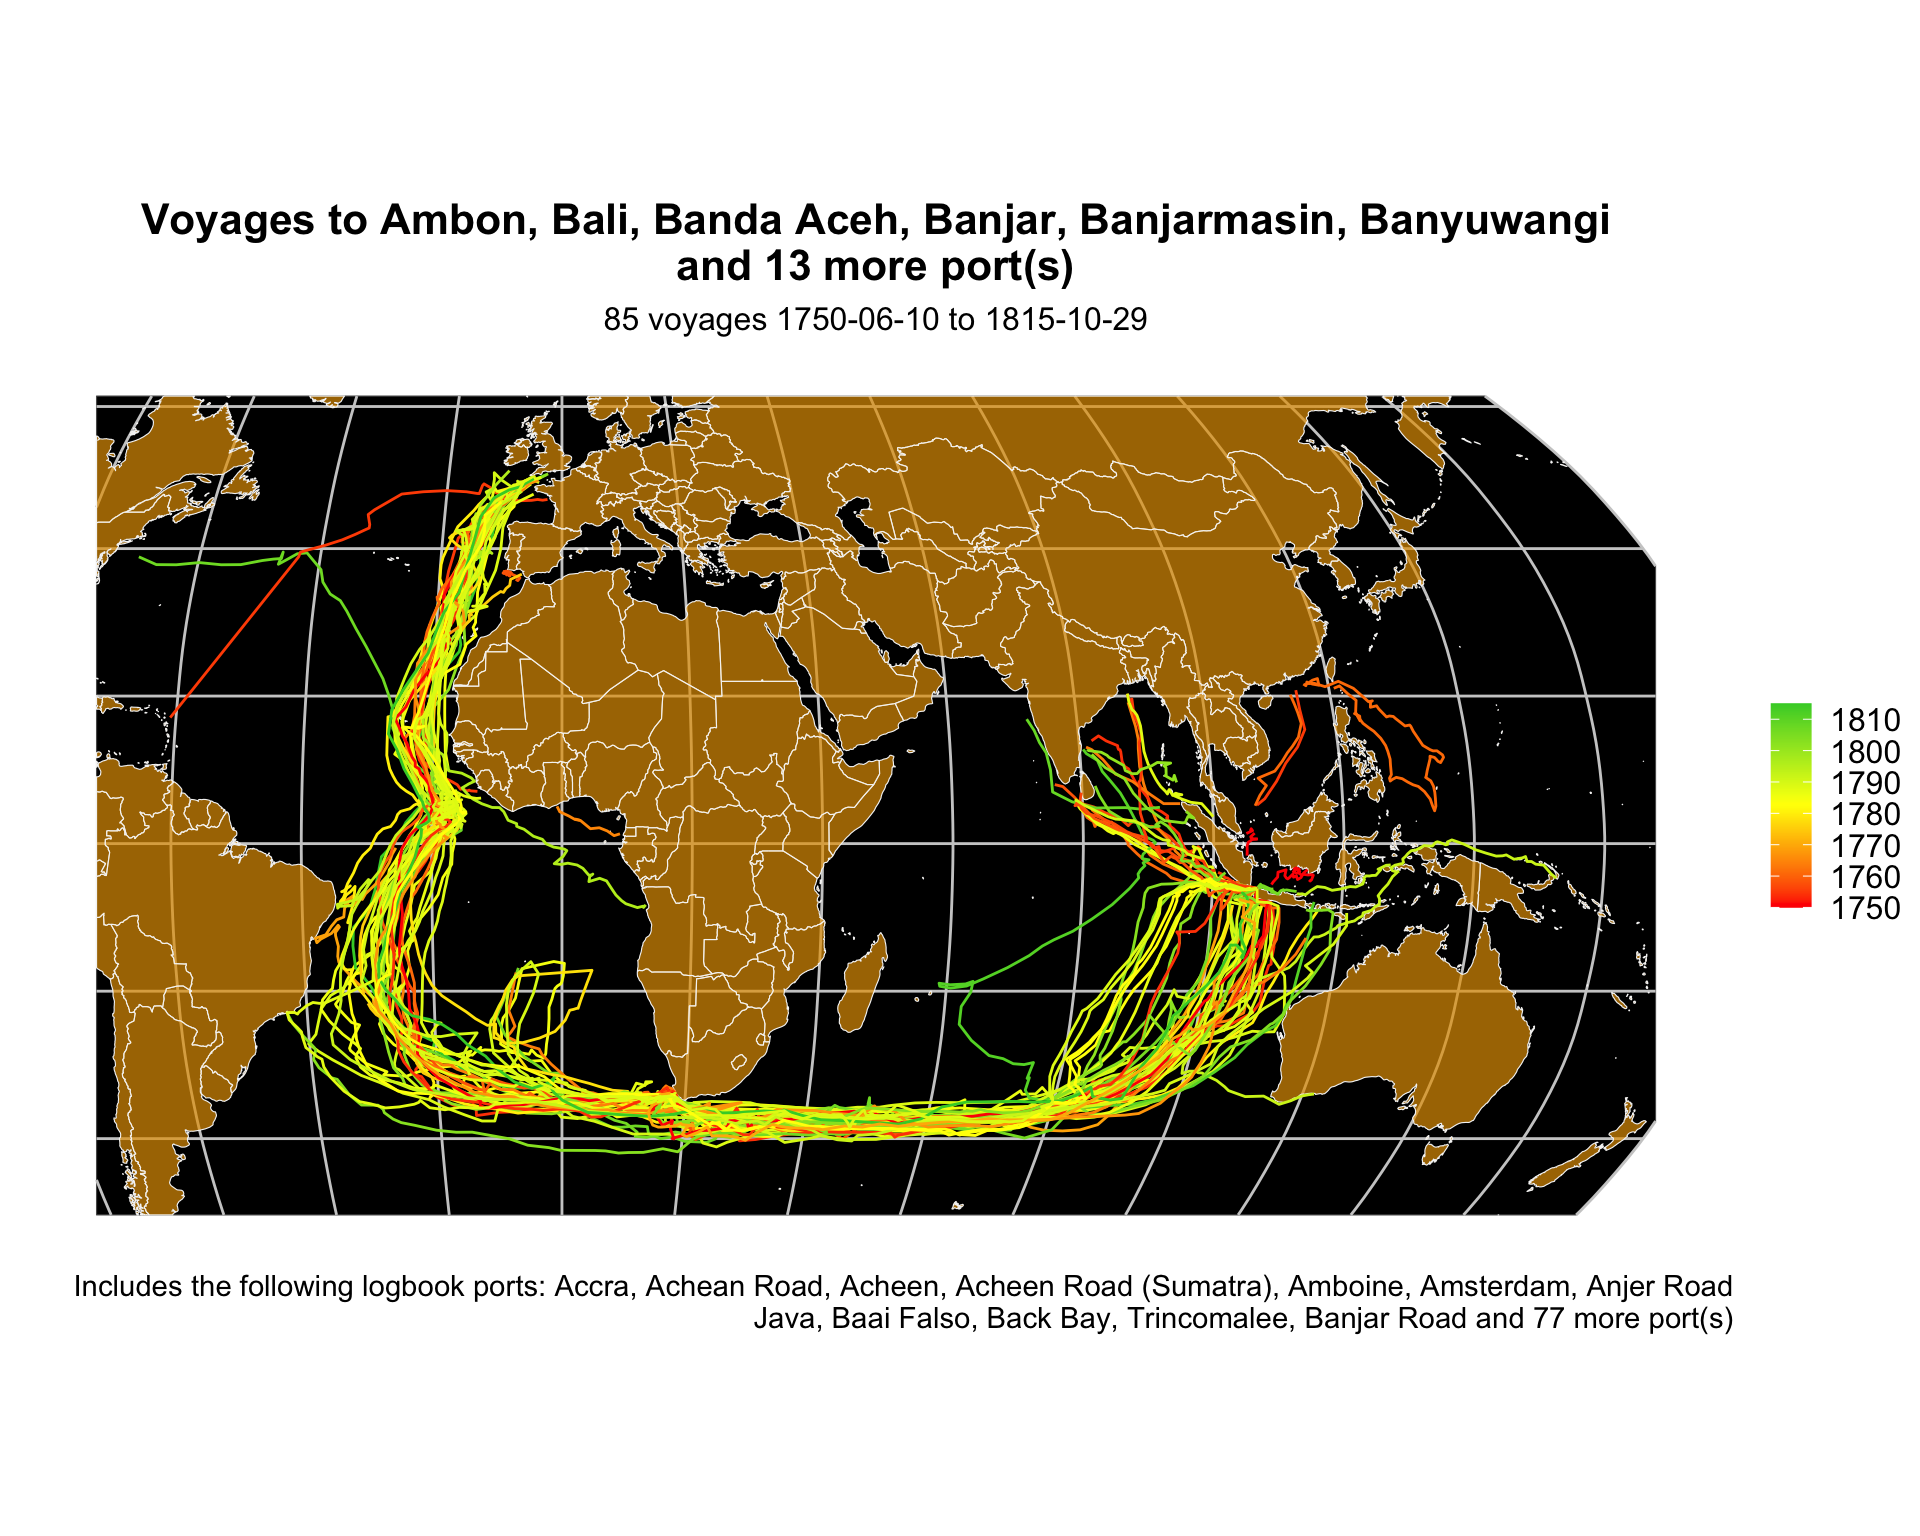 Voyages to Ambon, Bali, Banda Aceh, Banjar, Banjarmasin, Banyuwangi
and 13 more port(s)
85 voyages 1750-06-10 to 1815-10-29
1810
1800
1790
1780
1770
1760
1750
Includes the following logbook ports: Accra, Achean Road, Acheen, Acheen Road (Sumatra), Amboine, Amsterdam, Anjer Road
Java, Baai Falso, Back Bay, Trincomalee, Banjar Road and 77 more port(s)